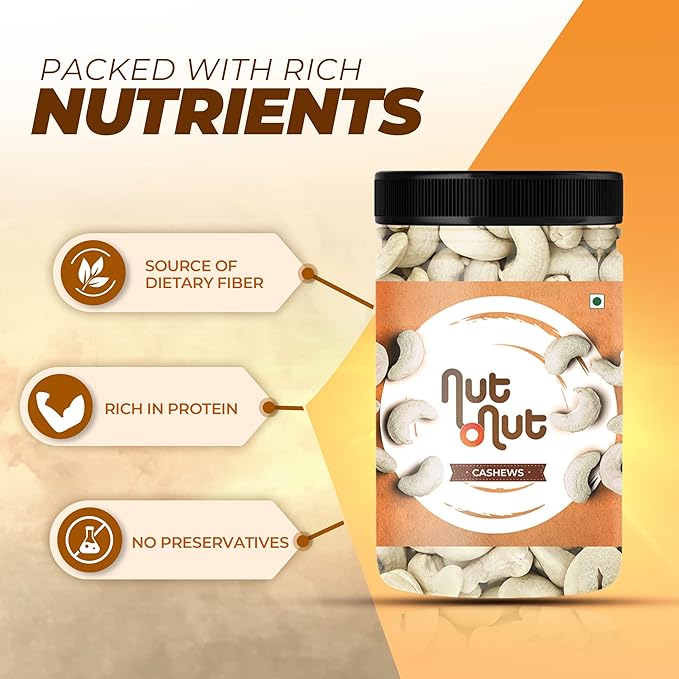 PACKED WITH RICH
NUTRIENTS
SOURCE OF
DIETARY FIBER
RICH IN PROTEIN
NO PRESERVATIVES
nut
nut
CASHEWS